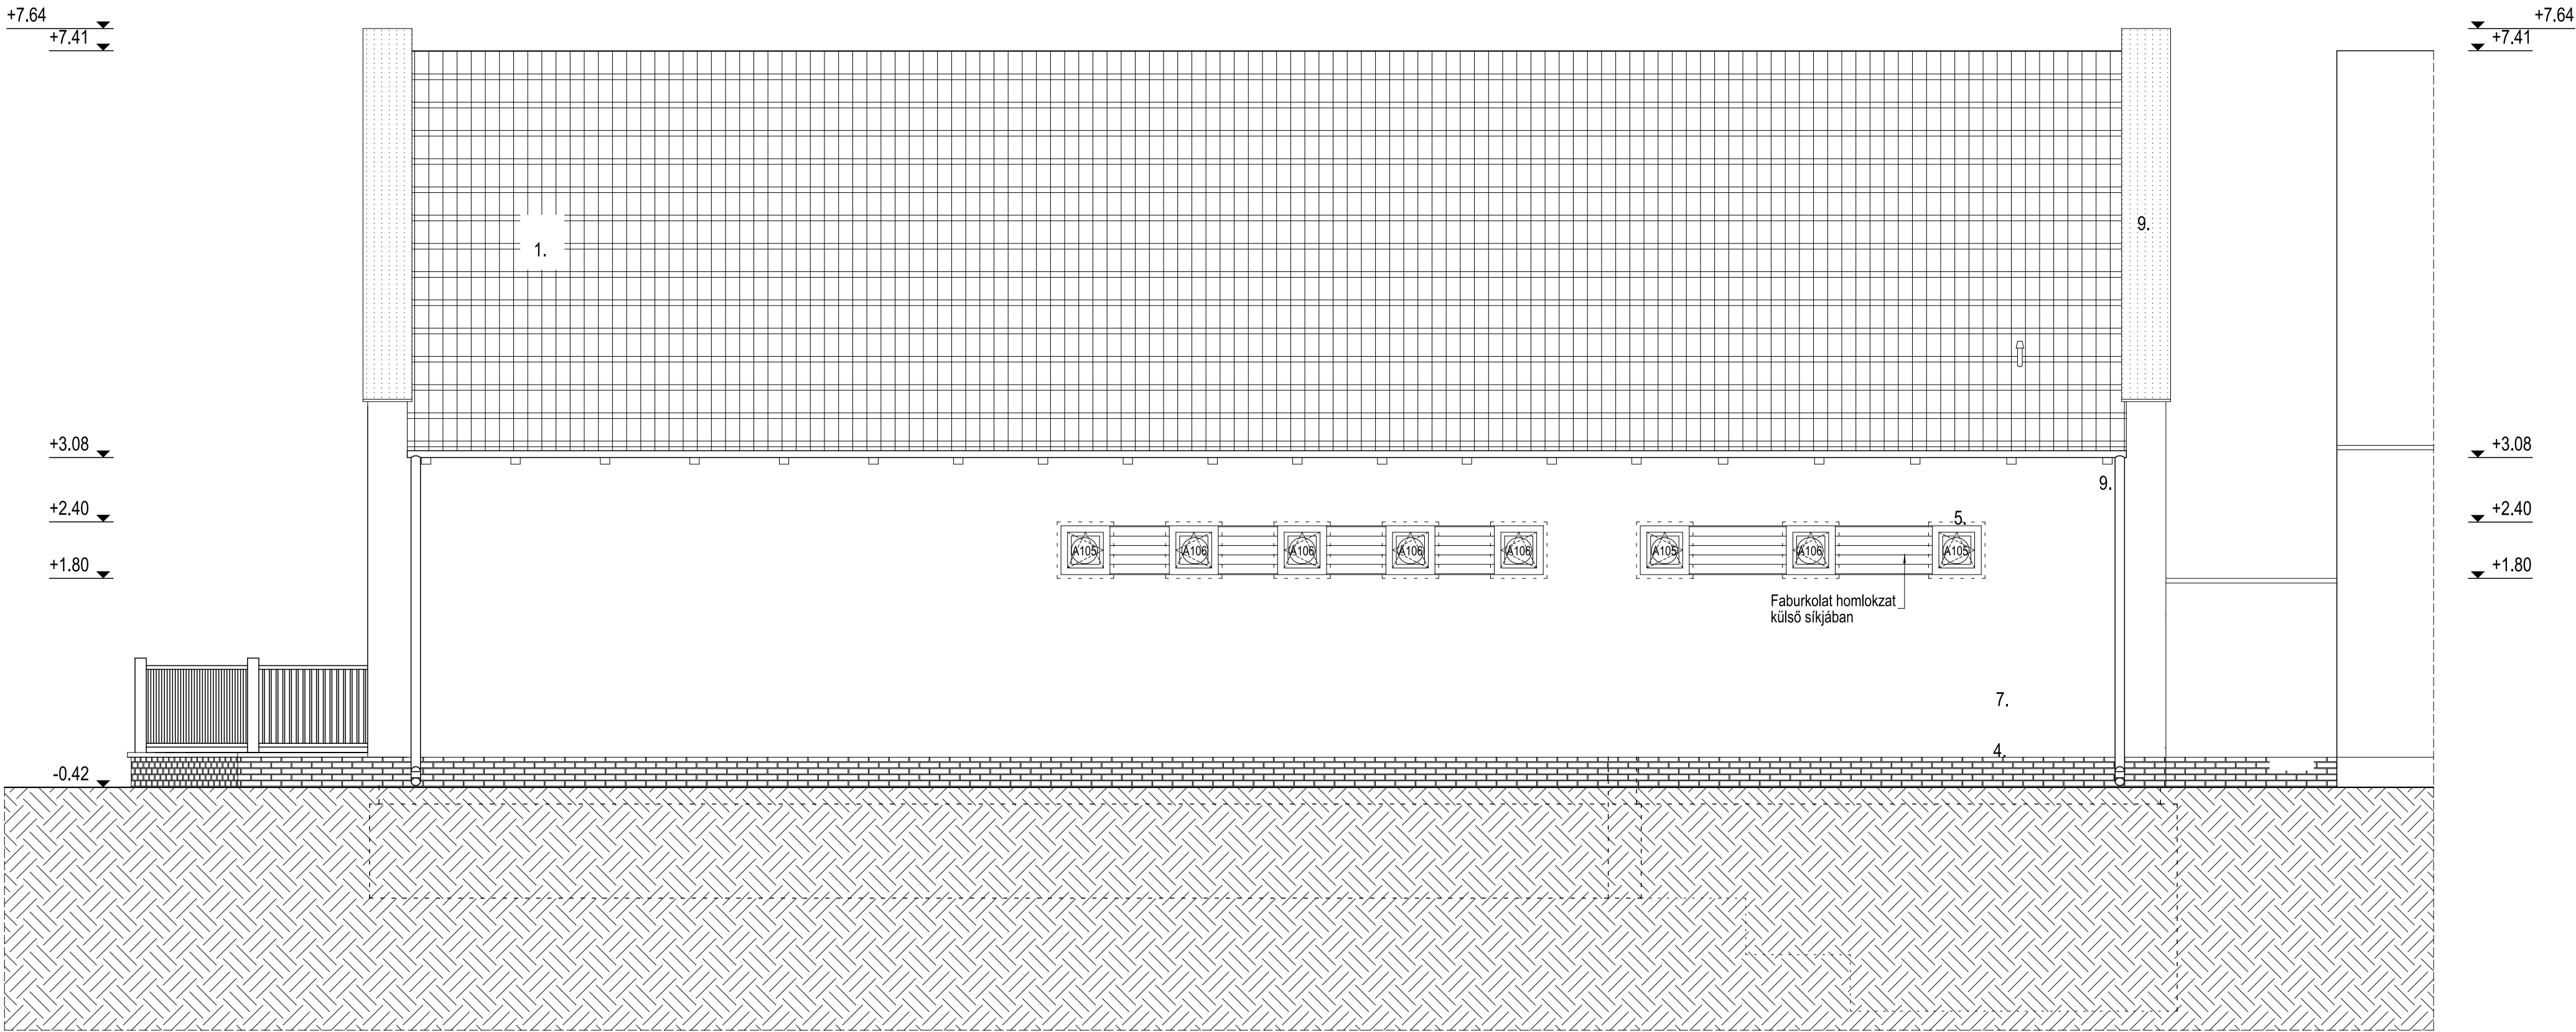 +7.64
+7.64
+7.41
+7.41
1.
9.
+3.08
+3.08
9.
+2.40
5.
+2.40
A105
A106
A106
A106
A106
A105
A106
A105
+1.80
+1.80
Faburkolat homlokzat
külső síkjában
7.
4.
-0.42